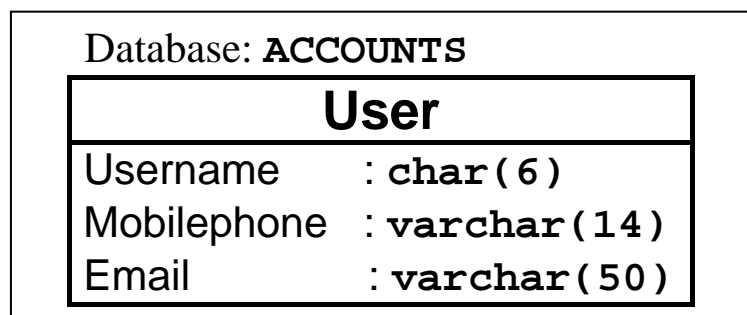 Database: ACCOUNTS
User
Username : char(6)
Mobilephone : varchar(14)
Email : varchar(50)